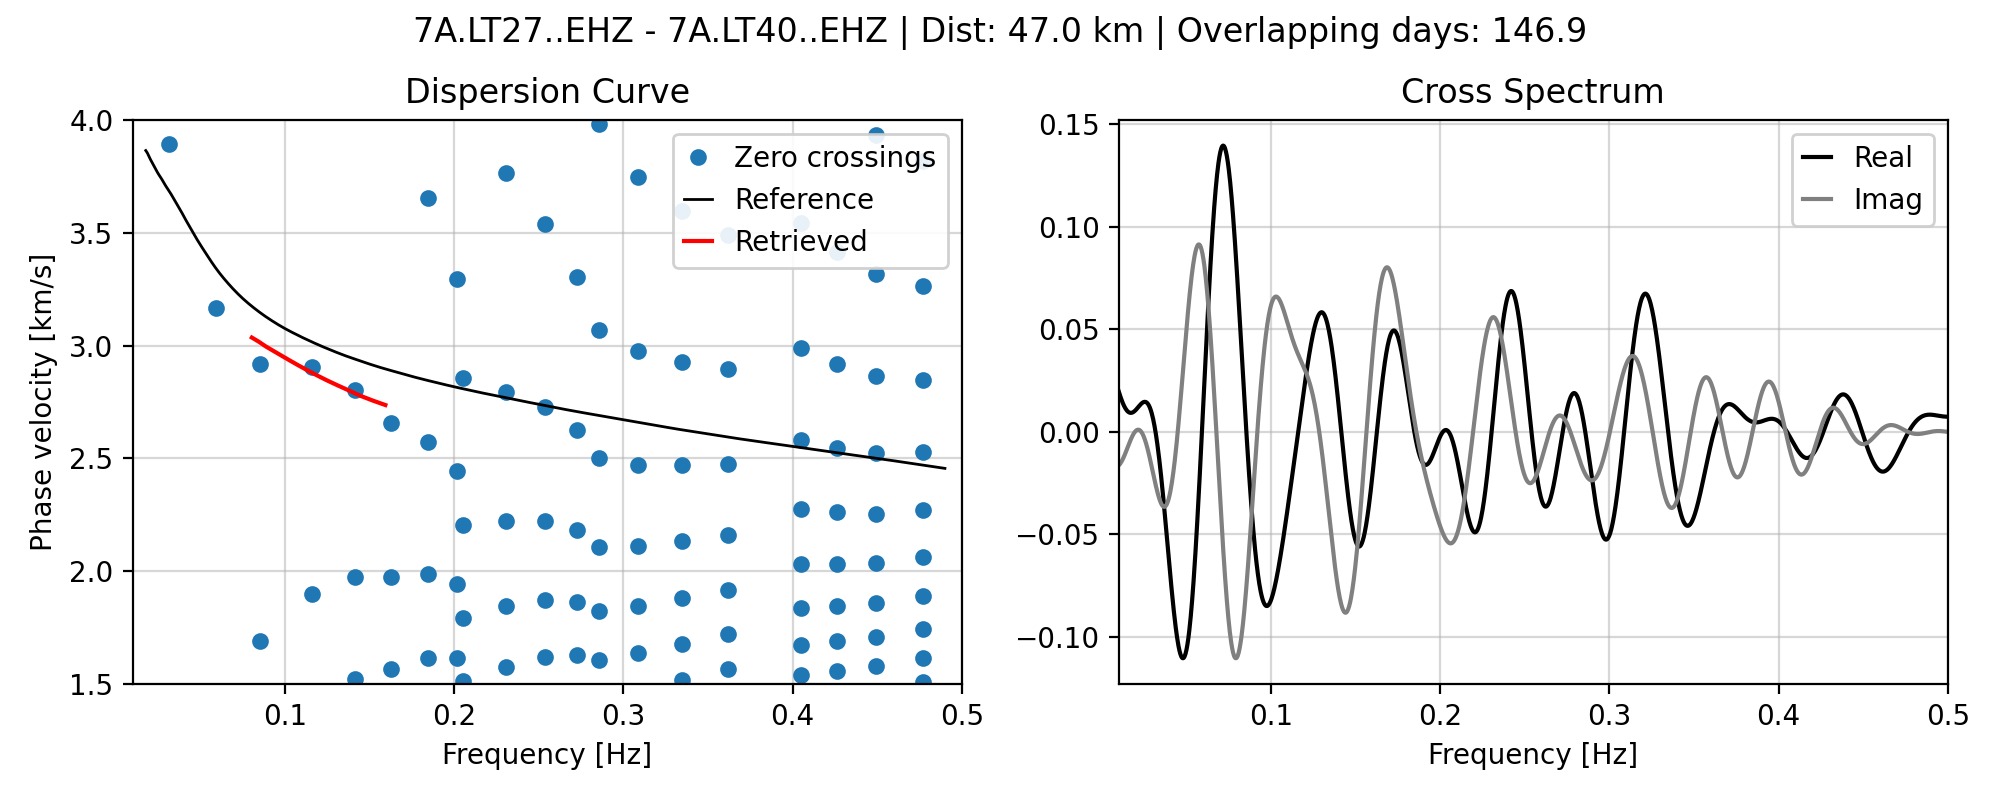 7A.LT27..EHZ - 7A.LT40..EHZ | Dist: 47.0 km | Overlapping days: 146.9
Dispersion Curve
4.0
3.5
3.0
2.5
2.0
1.5
Phase velocity [km/s]
Zero crossings
Reference
Retrieved
0.1
0.2
0.3
0.4
0.5
Frequency [Hz]
Cross Spectrum
0.15
0.10
0.05
0.00
−0.05
−0.10
Real
Imag
0.1
0.2
0.3
0.4
0.5
Frequency [Hz]